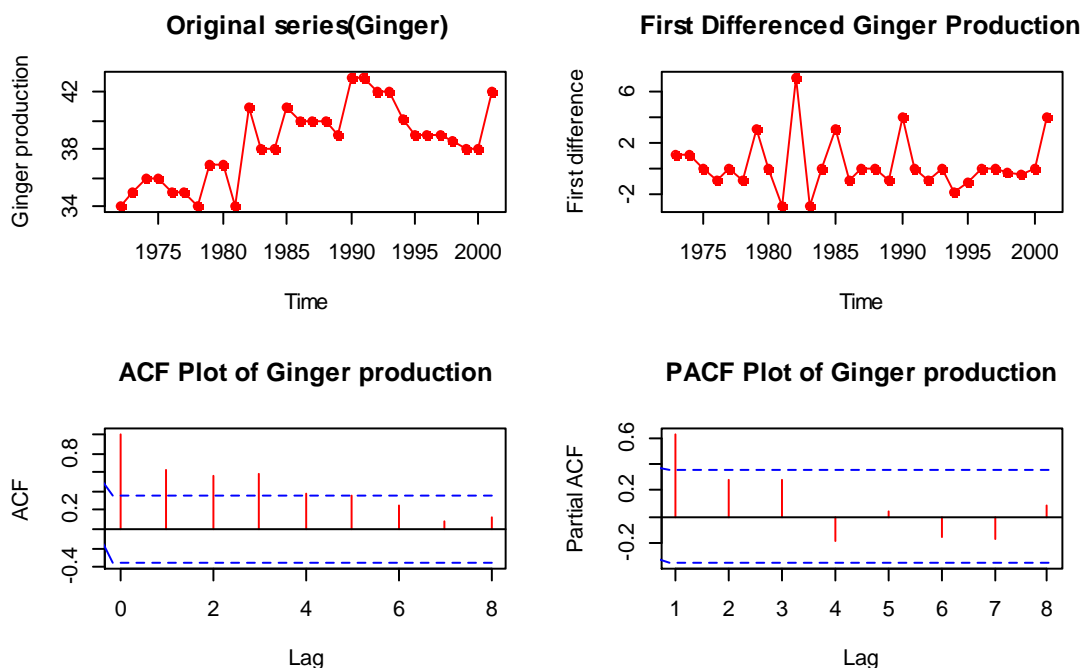 Original series(Ginger)
Ginger production
34 38 42
1975 1980 1985 1990 1995 2000
Time
First Differenced Ginger Production
First difference
-2 2 6
1975 1980 1985 1990 1995 2000
Time
ACF Plot of Ginger production
ACF
-0.4 0.2 0.8
0 2 4 6 8
Lag
PACF Plot of Ginger production
Partial ACF
-0.2 0.2 0.6
1 2 3 4 5 6 7 8
Lag